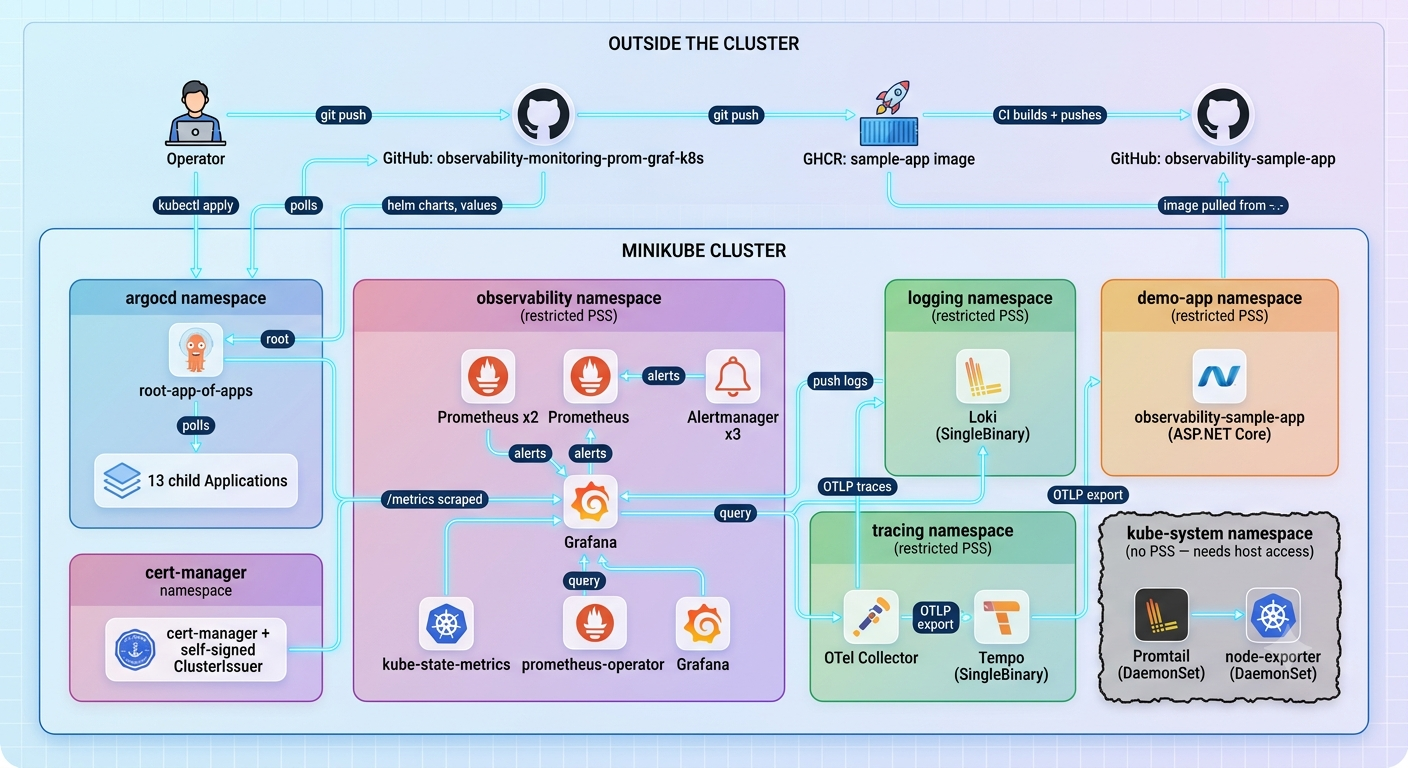 OUTSIDE THE CLUSTER
git push
git push
CI builds + pushes
Operator
GitHub: observability-monitoring-prom-graf-k8s
GHCR: sample-app image
GitHub: observability-sample-app
kubectl apply
polls
helm charts, values
image pulled from
MINIKUBE CLUSTER
argocd namespace
root
root-app-of-apps
polls
13 child Applications
cert-manager
namespace
cert-manager +
self-signed
ClusterIssuer
observability namespace
(restricted PSS)
alerts
Prometheus x2
Prometheus
Alertmanager
x3
alerts
alerts
/metrics scraped
Grafana
query
query
kube-state-metrics
prometheus-operator
Grafana
logging namespace
(restricted PSS)
push logs
Loki
(SingleBinary)
OTLP traces
tracing namespace
(restricted PSS)
OTLP
export
OTel Collector
Tempo
(SingleBinary)
demo-app namespace
(restricted PSS)
observability-sample-app
(ASP.NET Core)
OTLP export
kube-system namespace
(no PSS — needs host access)
Promtail
(DaemonSet)
node-exporter
(DaemonSet)